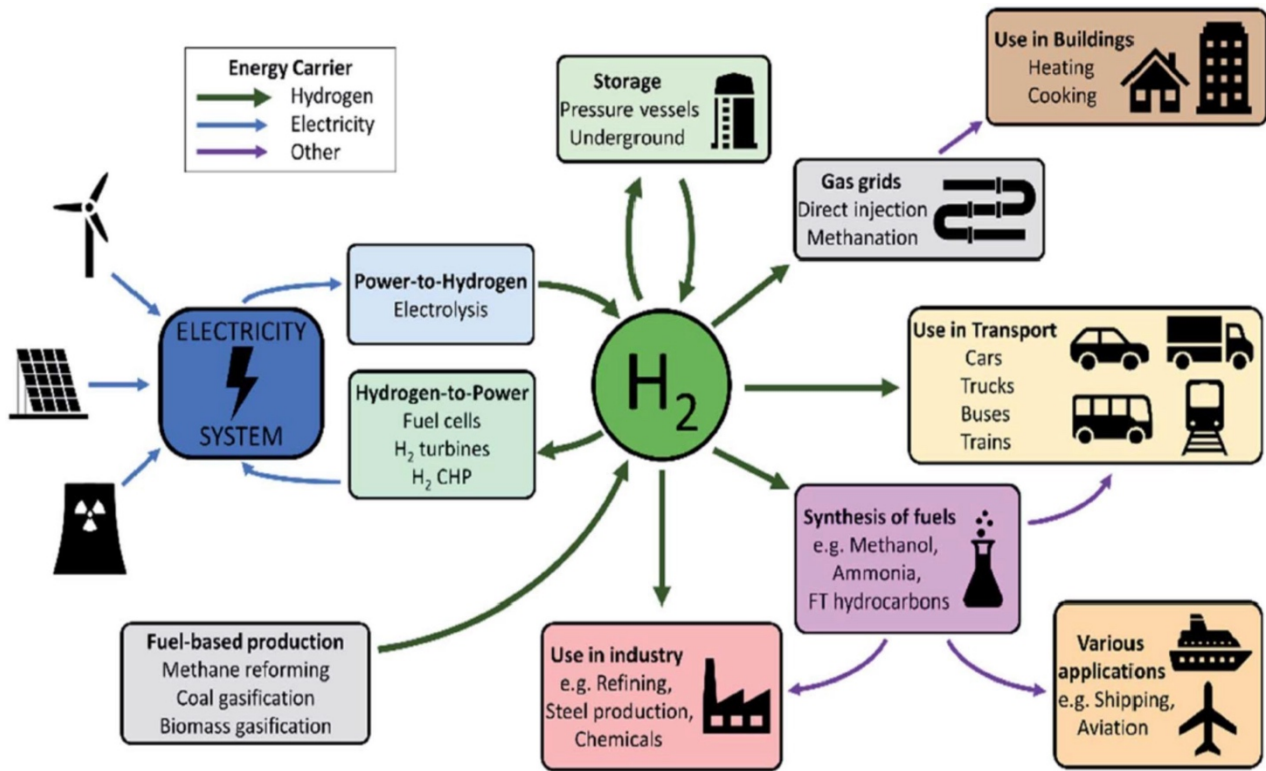 Energy Carrier
Hydrogen
Electricity
Other
Storage
Pressure vessels
Underground
Use in Buildings
Heating
Cooking
Gas grids
Direct injection
Methanation
Power-to-Hydrogen
Electrolysis
ELECTRICITY
SYSTEM
Hydrogen-to-Power
Fuel cells
H₂ turbines
H₂ CHP
H₂
Use in Transport
Cars
Trucks
Buses
Trains
Synthesis of fuels
e.g. Methanol,
Ammonia,
FT hydrocarbons
Fuel-based production
Methane reforming
Coal gasification
Biomass gasification
Use in industry
e.g. Refining,
Steel production,
Chemicals
Various
applications
e.g. Shipping,
Aviation